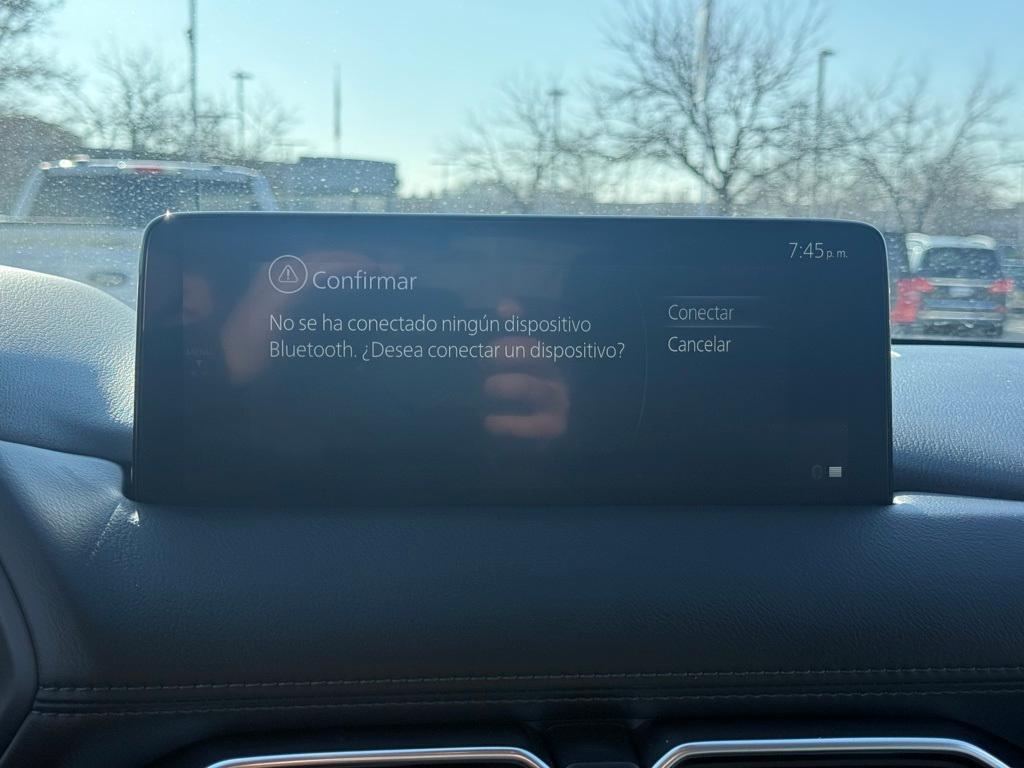 7:45 p. m.
Confirmar
No se ha conectado ningún dispositivo
Bluetooth. ¿Desea conectar un dispositivo?
Conectar
Cancelar